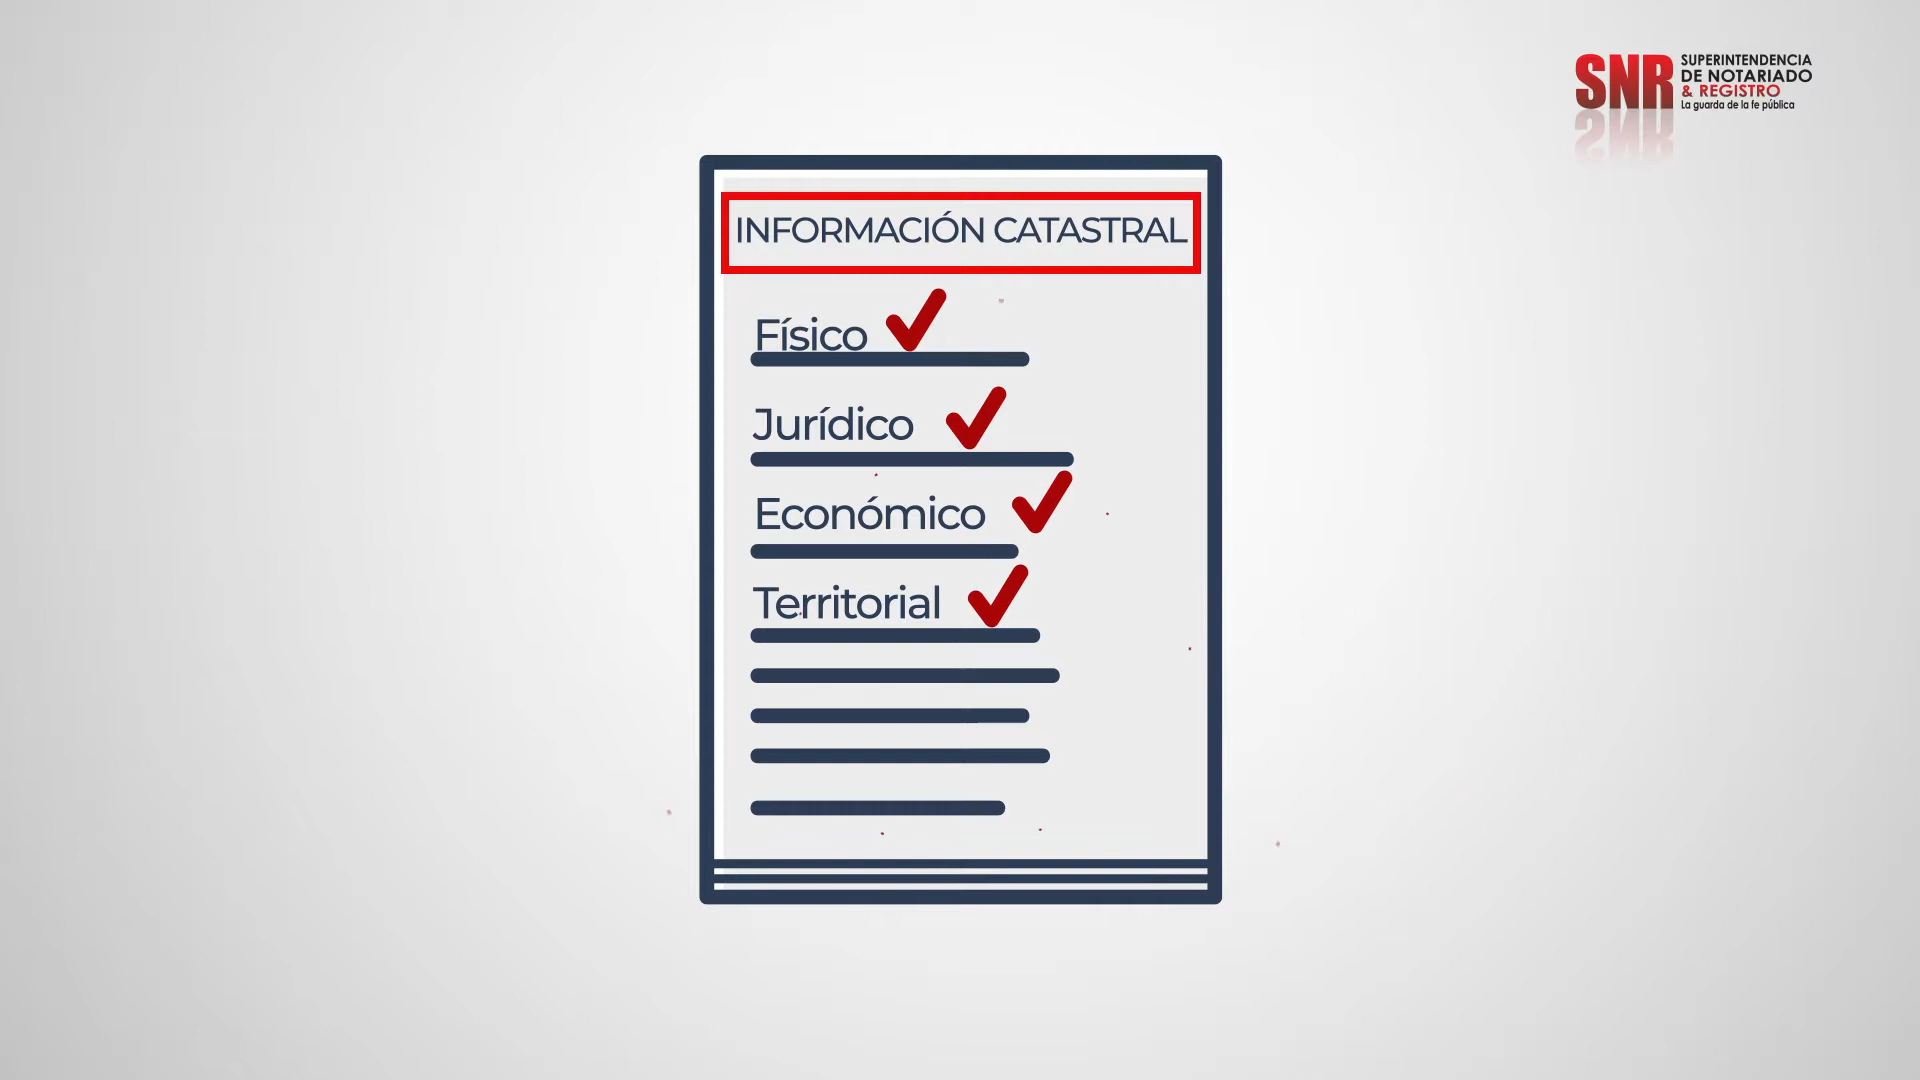 SNR
SUPERINTENDENCIA
DE NOTARIADO
& REGISTRO
La guarda de la fe pública
INFORMACIÓN CATASTRAL
Físico
Jurídico
Económico
Territorial